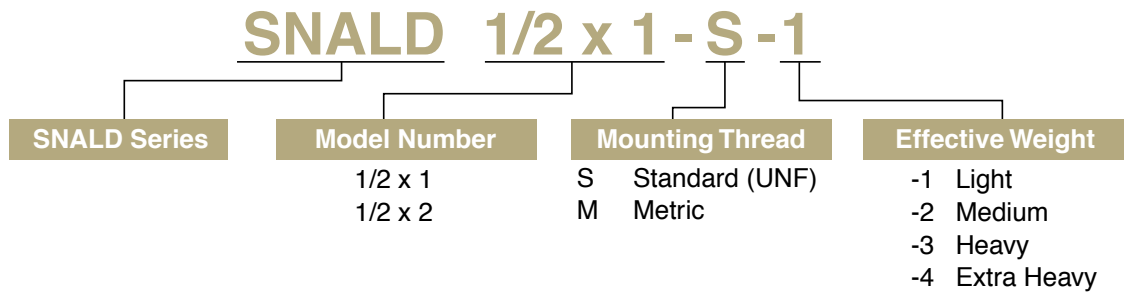 SNALD 1/2 x 1 - S -1
SNALD Series
Model Number
1/2 x 1
1/2 x 2
Mounting Thread
S Standard (UNF)
M Metric
Effective Weight
-1 Light
-2 Medium
-3 Heavy
-4 Extra Heavy